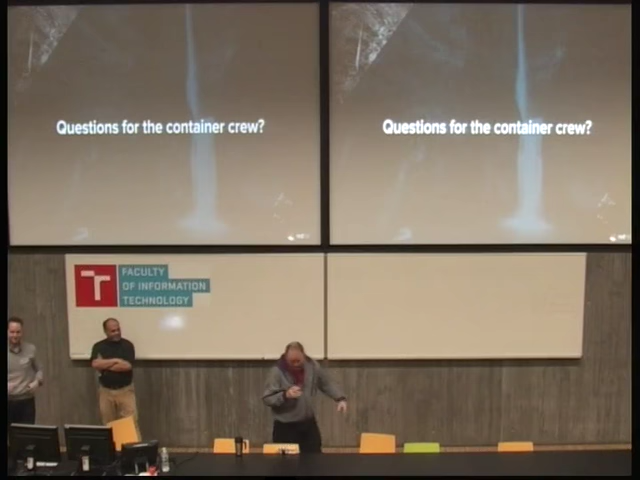 Questions for the container crew?
Questions for the container crew?
T
FACULTY
OF INFORMATION
TECHNOLOGY